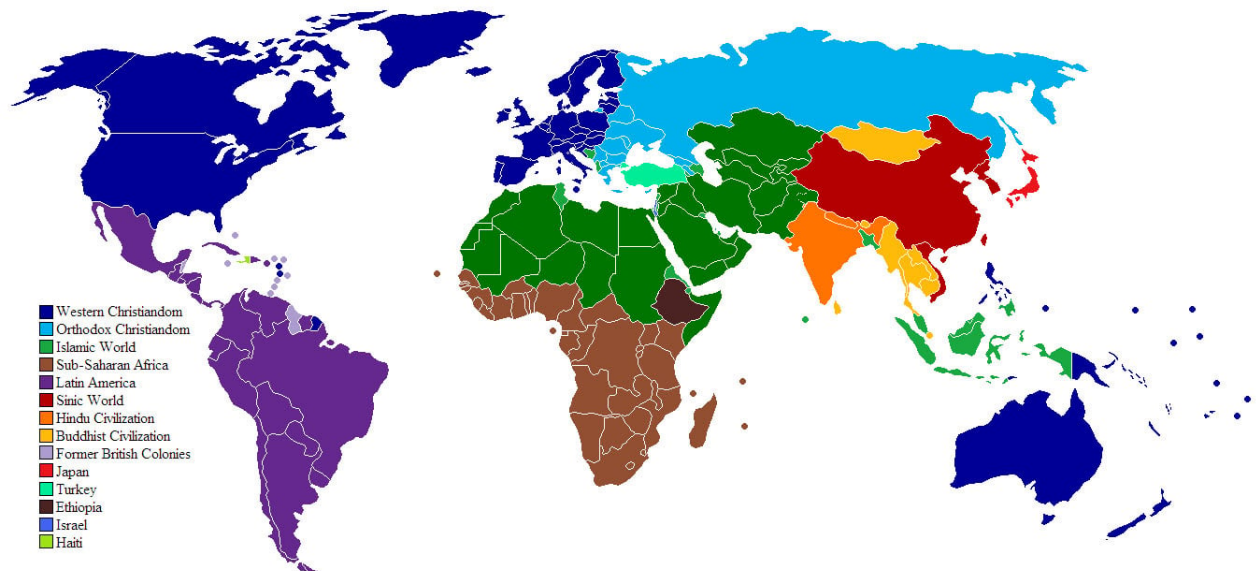 Western Christiandom
Orthodox Christiandom
Islamic World
Sub-Saharan Africa
Latin America
Sinic World
Hindu Civilization
Buddhist Civilization
Former British Colonies
Japan
Turkey
Ethiopia
Israel
Haiti